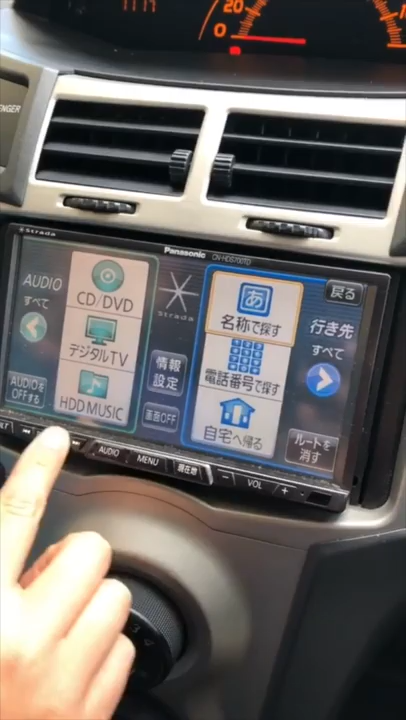 20
0
ENGER
Strada
Panasonic
CN-HDS700TD
AUDIO
すべて
AUDIOを
OFFする
CD/DVD
デジタルTV
HDD MUSIC
Strada
情報
設定
画面OFF
あ
名称で探す
電話番号で探す
自宅へ帰る
戻る
行き先
すべて
ルートを
消す
AUDIO
MENU
現在地
−
VOL
+